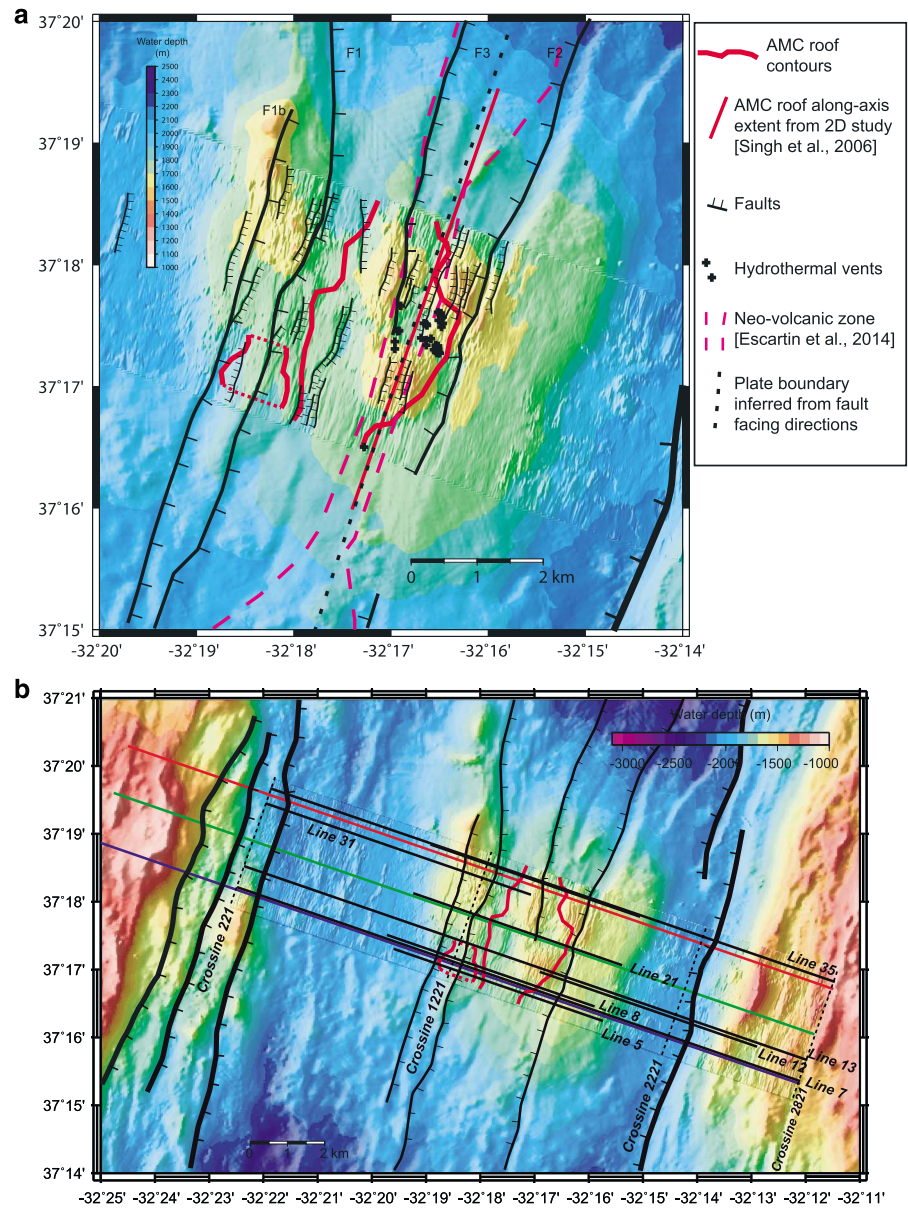 a
37°20'
37°19'
37°18'
37°17'
37°16'
37°15'
-32°20' -32°19' -32°18' -32°17' -32°16' -32°15' -32°14'
Water depth
(m)
2500
2400
2300
2200
2100
2000
1900
1800
1700
1600
1500
1400
1300
1200
1100
1000
F1
F3
F2
F1b
0 1 2 km
AMC roof
contours
AMC roof along-axis
extent from 2D study
[Singh et al., 2006]
Faults
Hydrothermal vents
Neo-volcanic zone
[Escartin et al., 2014]
Plate boundary
inferred from fault
facing directions
b
37°21'
37°20'
37°19'
37°18'
37°17'
37°16'
37°15'
37°14'
Water depth (m)
-3000 -2500 -2000 -1500 -1000
Line 31
Crossine 221
Crossine 1221
Line 21
Line 35
Line 8
Line 5
Line 12
Line 13
Line 7
Crossine 2221
Crossine 2821
0 1 2 km
-32°25' -32°24' -32°23' -32°22' -32°21' -32°20' -32°19' -32°18' -32°17' -32°16' -32°15' -32°14' -32°13' -32°12' -32°11'